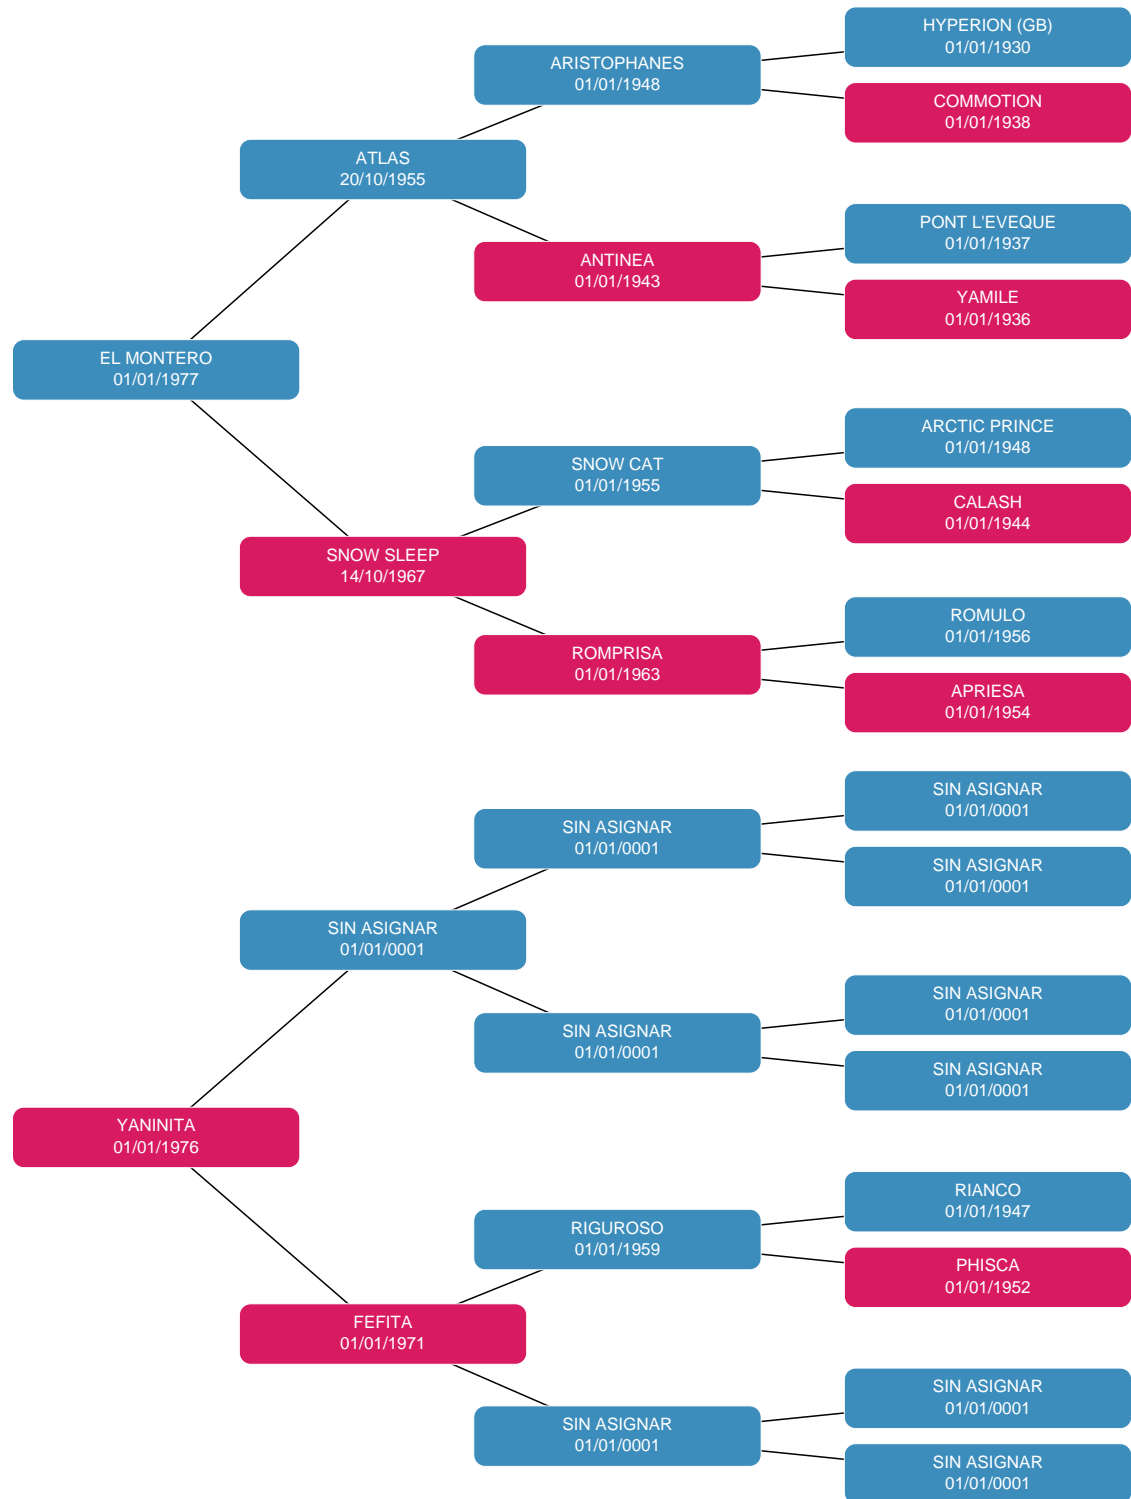 HYPERION (GB)
01/01/1930
ARISTOPHANES
01/01/1948
COMMOTION
01/01/1938
ATLAS
20/10/1955
PONT L'EVEQUE
01/01/1937
ANTINEA
01/01/1943
YAMILE
01/01/1936
EL MONTERO
01/01/1977
ARCTIC PRINCE
01/01/1948
SNOW CAT
01/01/1955
CALASH
01/01/1944
SNOW SLEEP
14/10/1967
ROMULO
01/01/1956
ROMPRISA
01/01/1963
APRIESA
01/01/1954
SIN ASIGNAR
01/01/0001
SIN ASIGNAR
01/01/0001
SIN ASIGNAR
01/01/0001
SIN ASIGNAR
01/01/0001
SIN ASIGNAR
01/01/0001
SIN ASIGNAR
01/01/0001
SIN ASIGNAR
01/01/0001
YANINITA
01/01/1976
RIANCO
01/01/1947
RIGUROSO
01/01/1959
PHISCA
01/01/1952
FEFITA
01/01/1971
SIN ASIGNAR
01/01/0001
SIN ASIGNAR
01/01/0001
SIN ASIGNAR
01/01/0001